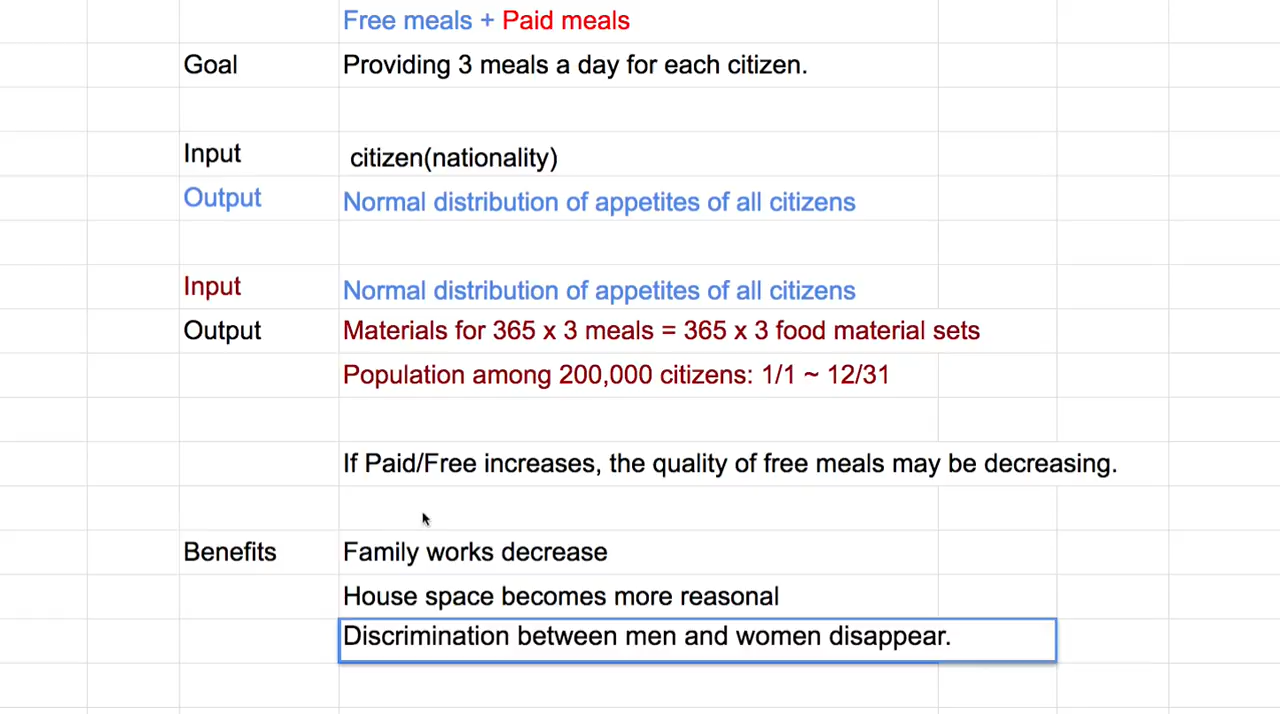 Free meals + Paid meals
Goal Providing 3 meals a day for each citizen.
Input citizen(nationality)
Output Normal distribution of appetites of all citizens
Input Normal distribution of appetites of all citizens
Output Materials for 365 x 3 meals = 365 x 3 food material sets
Population among 200,000 citizens: 1/1 ~ 12/31
If Paid/Free increases, the quality of free meals may be decreasing.
Benefits Family works decrease
House space becomes more reasonal
Discrimination between men and women disappear.